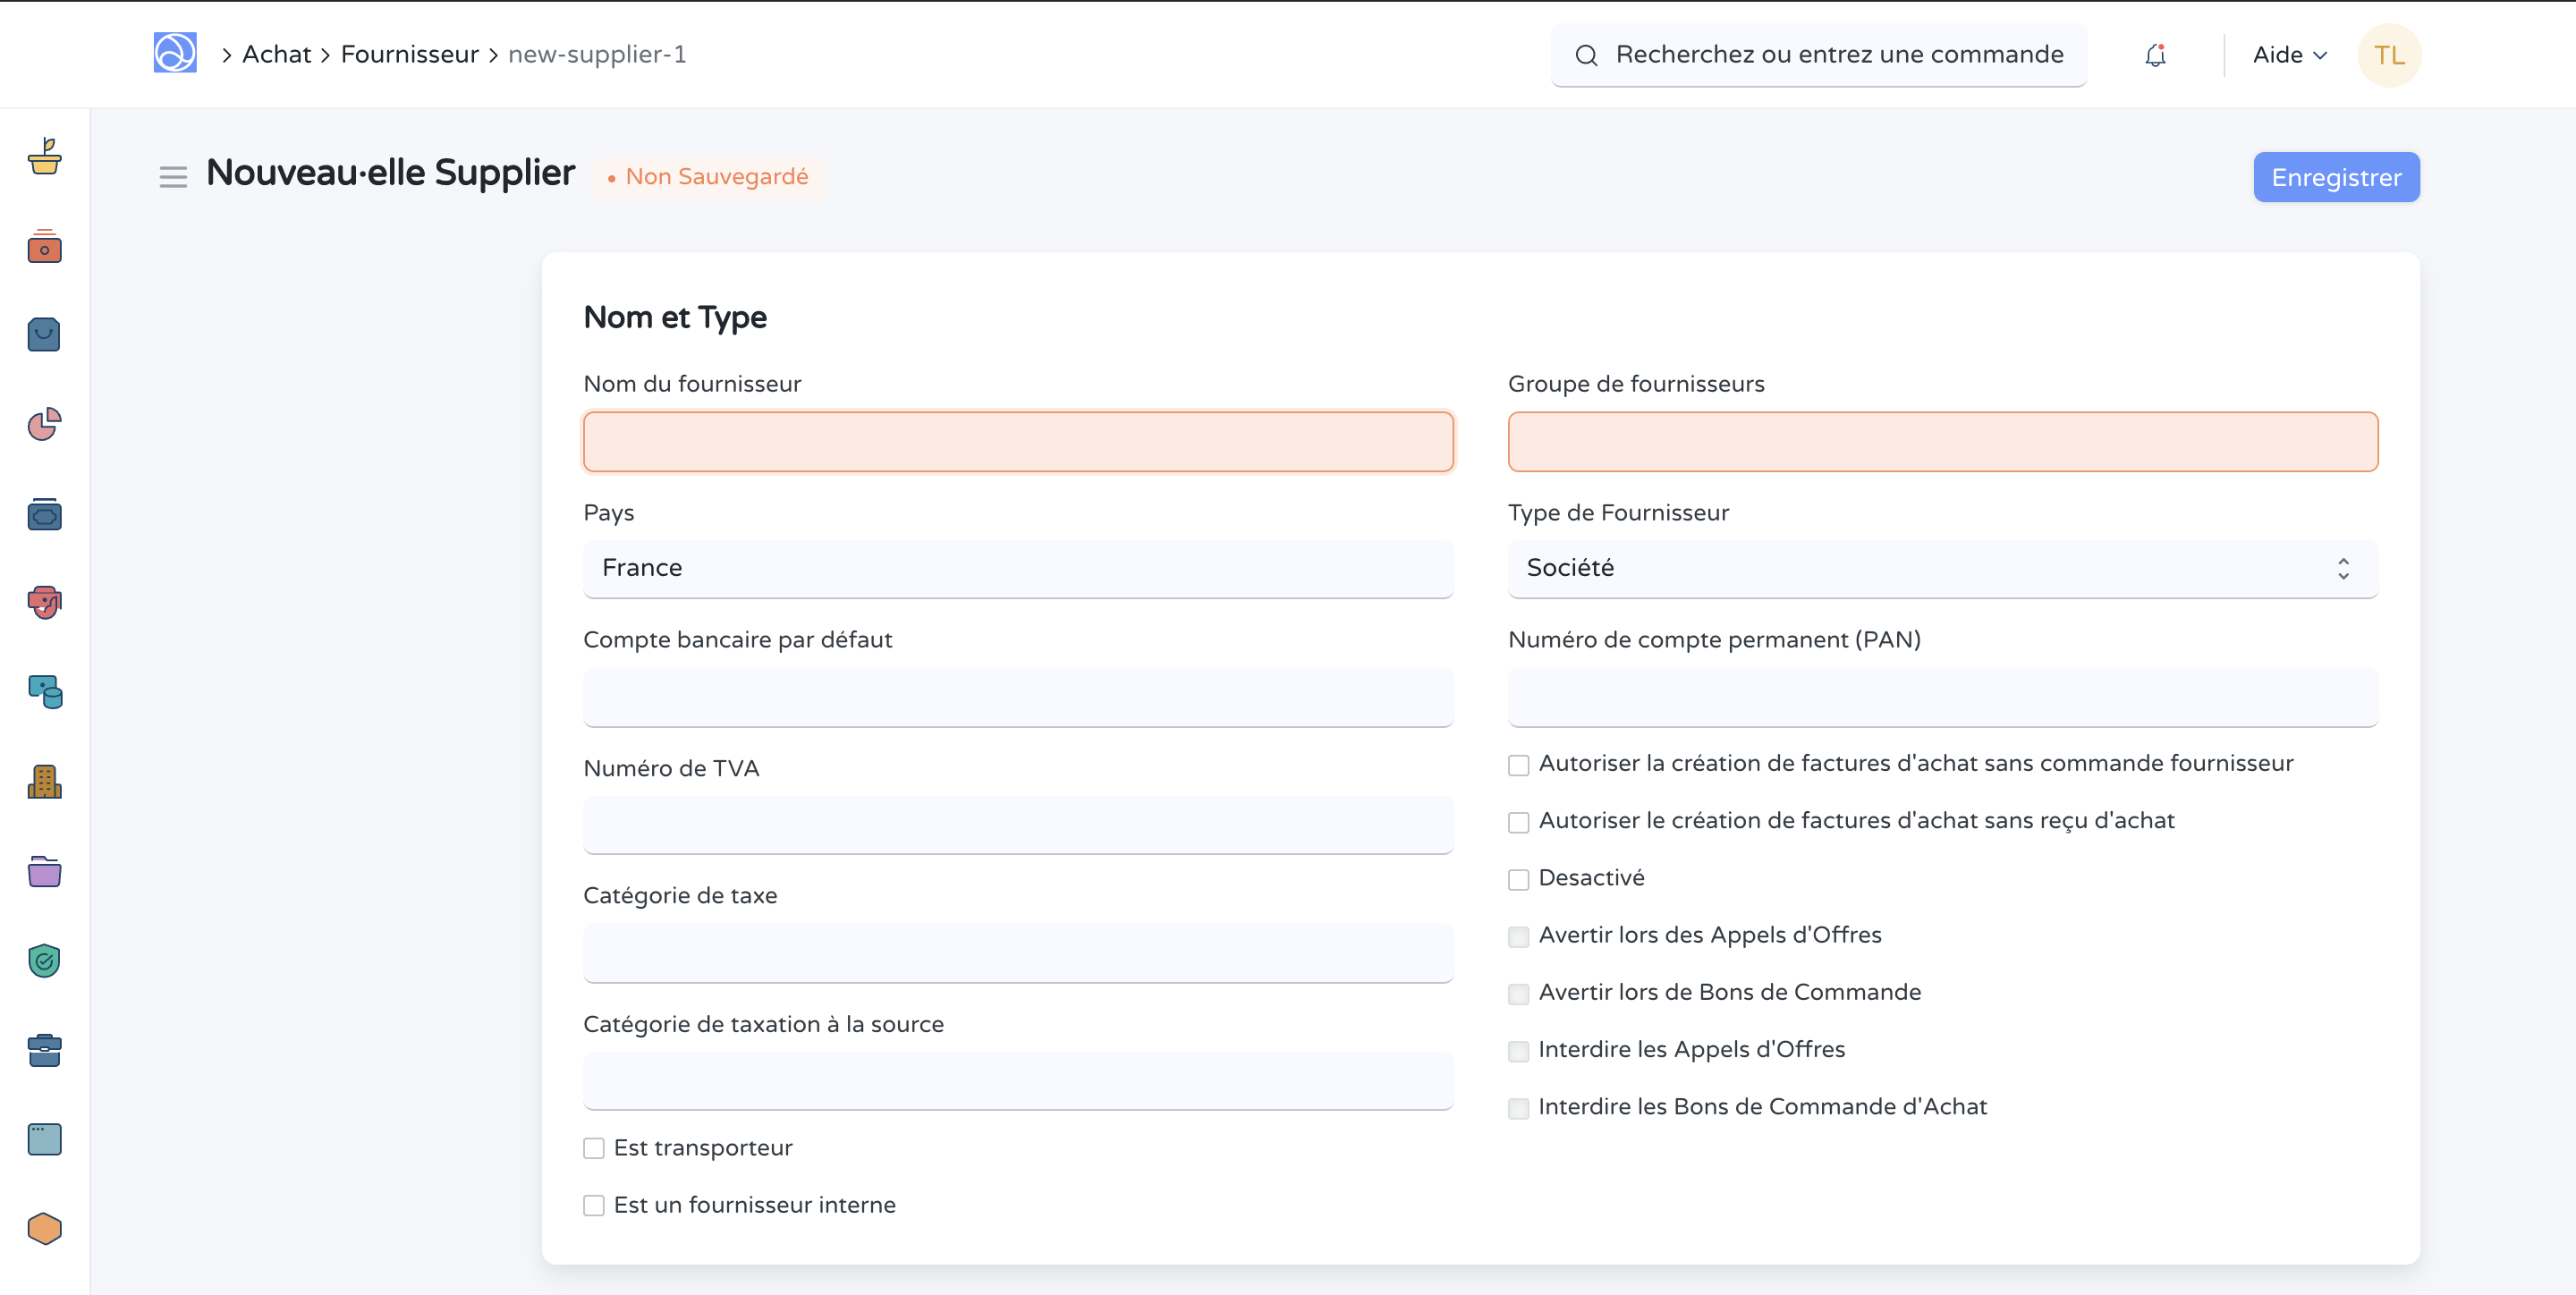 Achat
Fournisseur
new-supplier-1
Recherchez ou entrez une commande
Aide
TL
Nouveau·elle Supplier
Non Sauvegardé
Enregistrer
Nom et Type
Nom du fournisseur
Pays
France
Compte bancaire par défaut
Numéro de TVA
Catégorie de taxe
Catégorie de taxation à la source
Est transporteur
Est un fournisseur interne
Groupe de fournisseurs
Type de Fournisseur
Société
Numéro de compte permanent (PAN)
Autoriser la création de factures d'achat sans commande fournisseur
Autoriser le création de factures d'achat sans reçu d'achat
Desactivé
Avertir lors des Appels d'Offres
Avertir lors de Bons de Commande
Interdire les Appels d'Offres
Interdire les Bons de Commande d'Achat